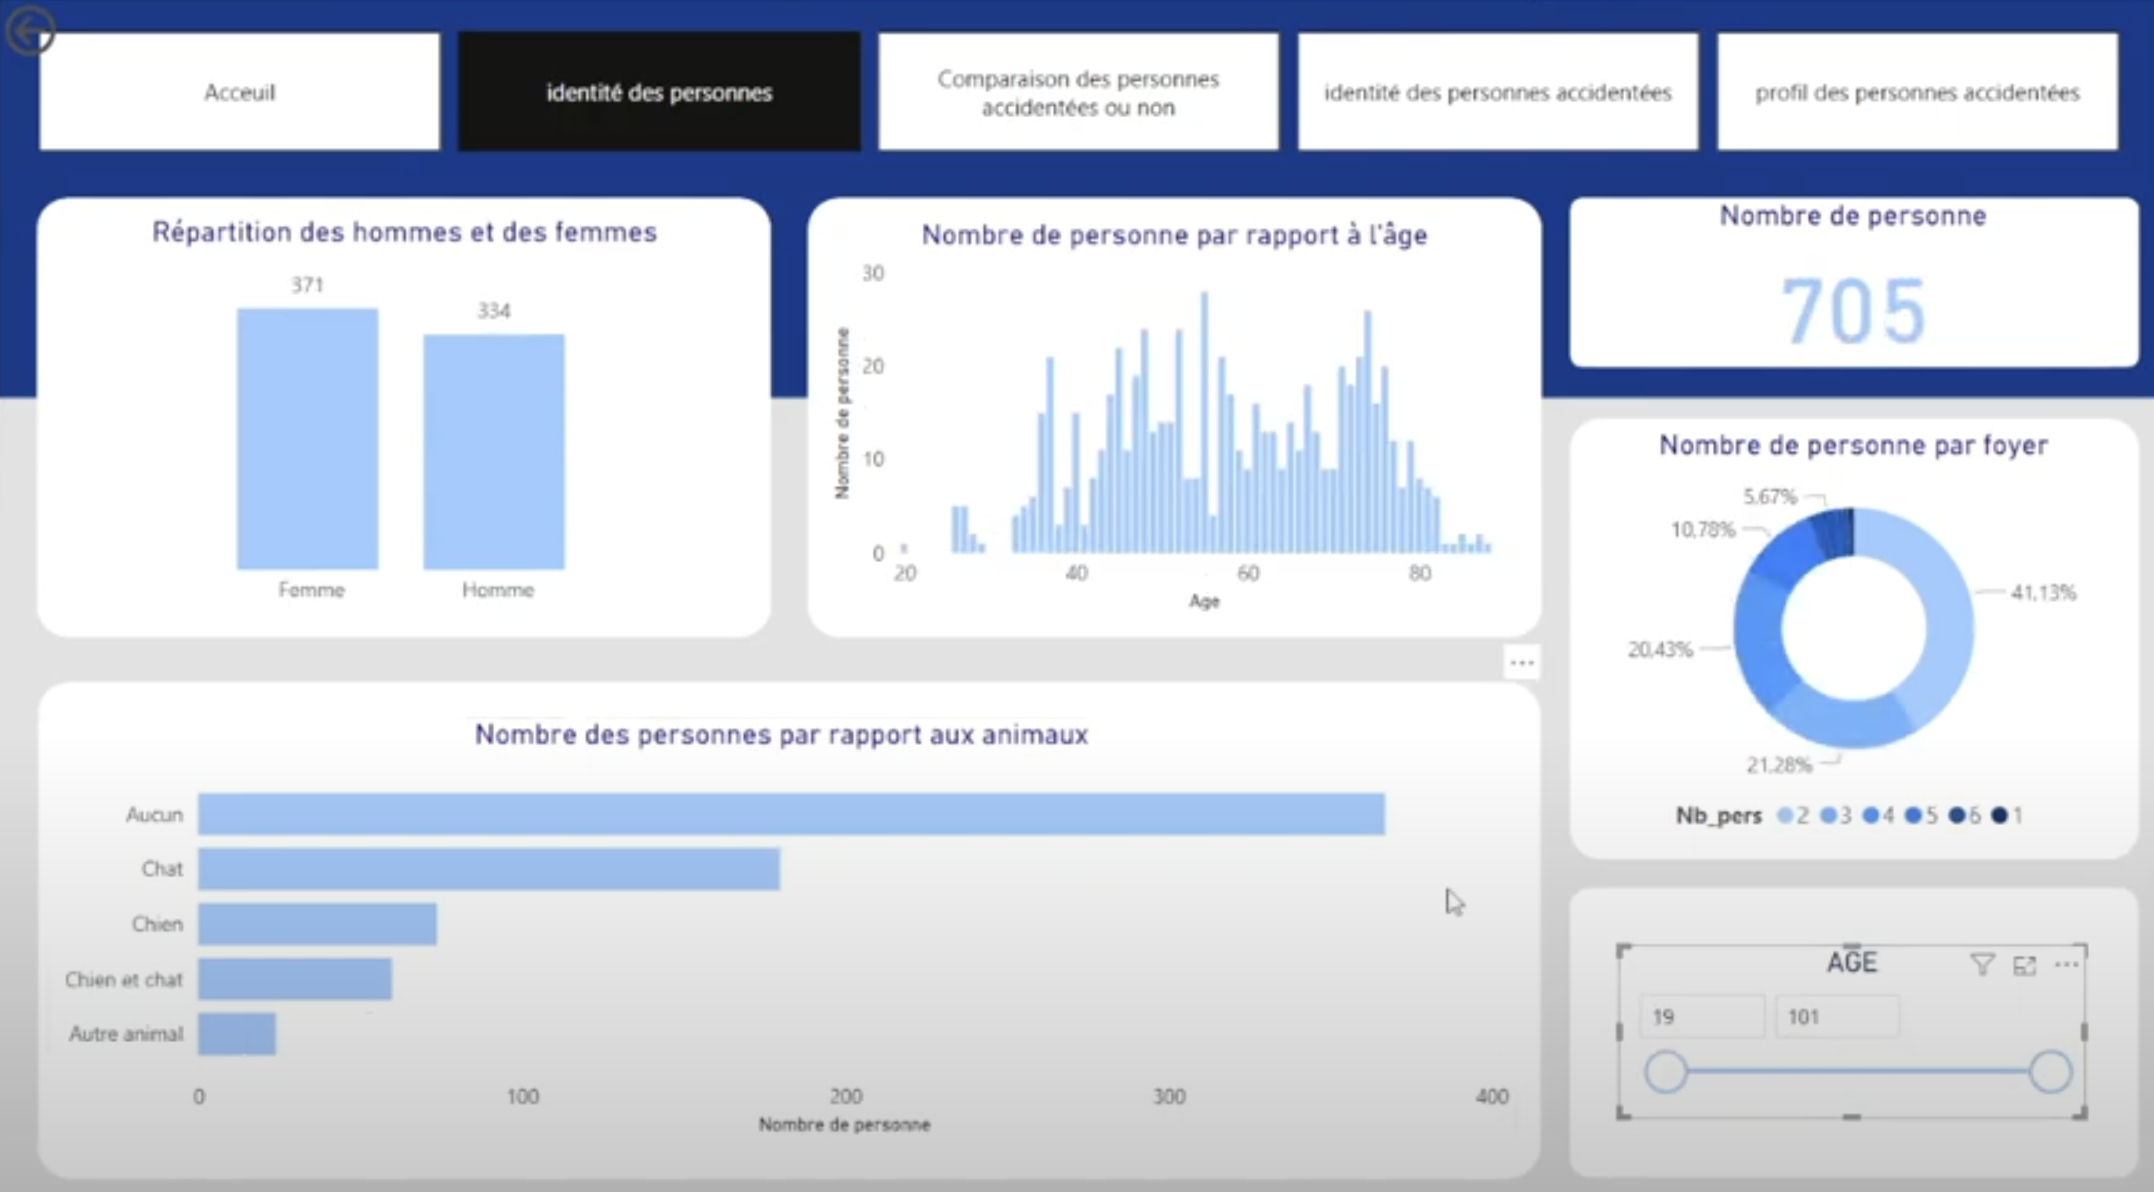 Acceuil
identité des personnes
Comparaison des personnes
accidentées ou non
identité des personnes accidentées
profil des personnes accidentées
Répartition des hommes et des femmes
371
334
Femme
Homme
Nombre de personne par rapport à l'âge
Nombre de personne
30
20
10
0
20
40
60
80
Age
Nombre de personne
705
Nombre de personne par foyer
5,67%
10,78%
41,13%
20,43%
21,28%
Nb_pers 2 3 4 5 6 1
Nombre des personnes par rapport aux animaux
Aucun
Chat
Chien
Chien et chat
Autre animal
0
100
200
300
400
Nombre de personne
AGE
19
101